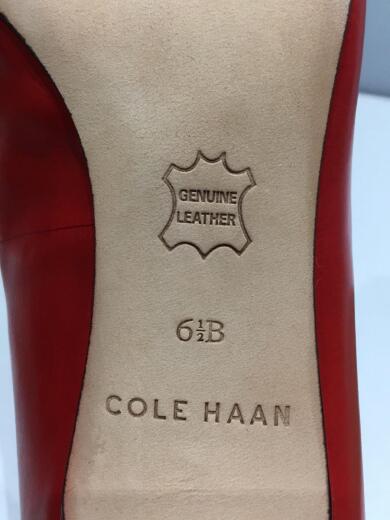 GENUINE
LEATHER
6½B
COLE HAAN